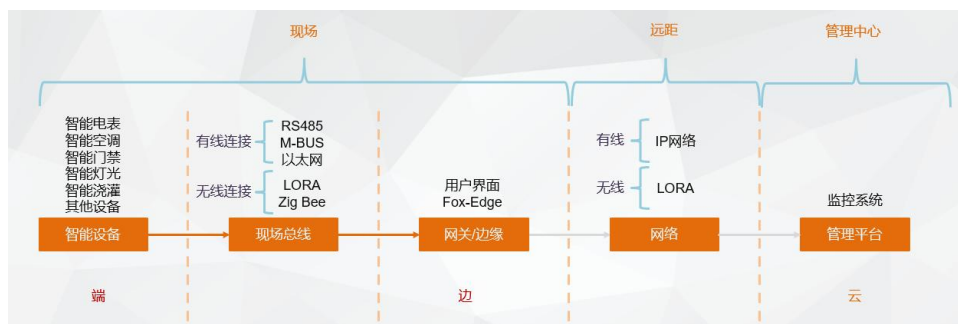 现场
远距
管理中心
智能电表
智能空调
智能门禁
智能灯光
智能浇灌
其他设备
智能设备
有线连接
RS485
M-BUS
以太网
无线连接
LORA
Zig Bee
现场总线
用户界面
Fox-Edge
网关/边缘
有线
IP网络
无线
LORA
网络
监控系统
管理平台
端
边
云